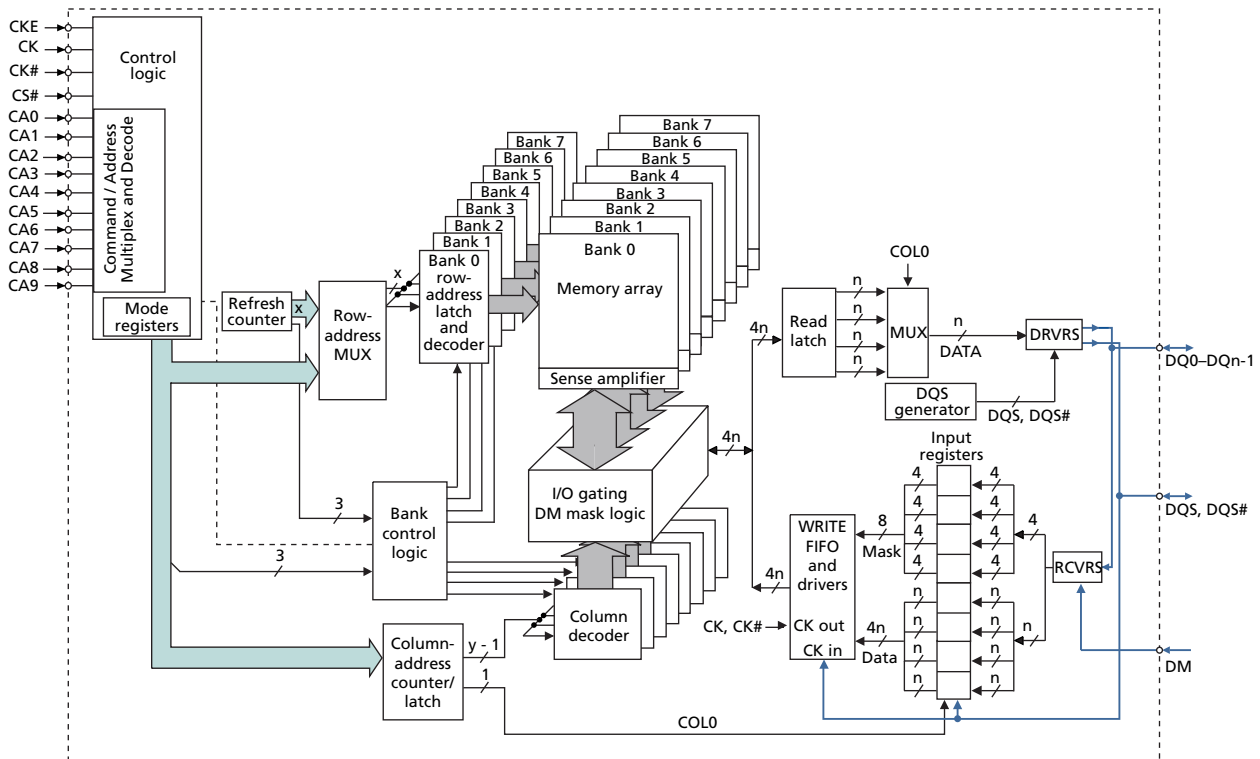 CKE
CK
CK#
CS#
CA0
CA1
CA2
CA3
CA4
CA5
CA6
CA7
CA8
CA9
Control
logic
Command / Address
Multiplex and Decode
Mode
registers
Refresh
counter
x
Row-
address
MUX
x
Bank 7
Bank 6
Bank 5
Bank 4
Bank 3
Bank 2
Bank 1
Bank 0
row-
address
latch
and
decoder
Bank 7
Bank 6
Bank 5
Bank 4
Bank 3
Bank 2
Bank 1
Bank 0
Memory array
Sense amplifier
3
3
Bank
control
logic
I/O gating
DM mask logic
Column
decoder
Column-
address
counter/
latch
y - 1
1
COL0
4n
4n
4n
Read
latch
n
n
n
n
COL0
MUX
n
DATA
DRVRS
DQS
generator
DQS, DQS#
DQ0–DQn-1
DQS, DQS#
DM
Input
registers
4
4
4
4
4
4
4
4
4
n
n
n
n
n
n
n
n
n
RCVRS
8
Mask
4n
Data
WRITE
FIFO
and
drivers
CK out
CK in
CK, CK#